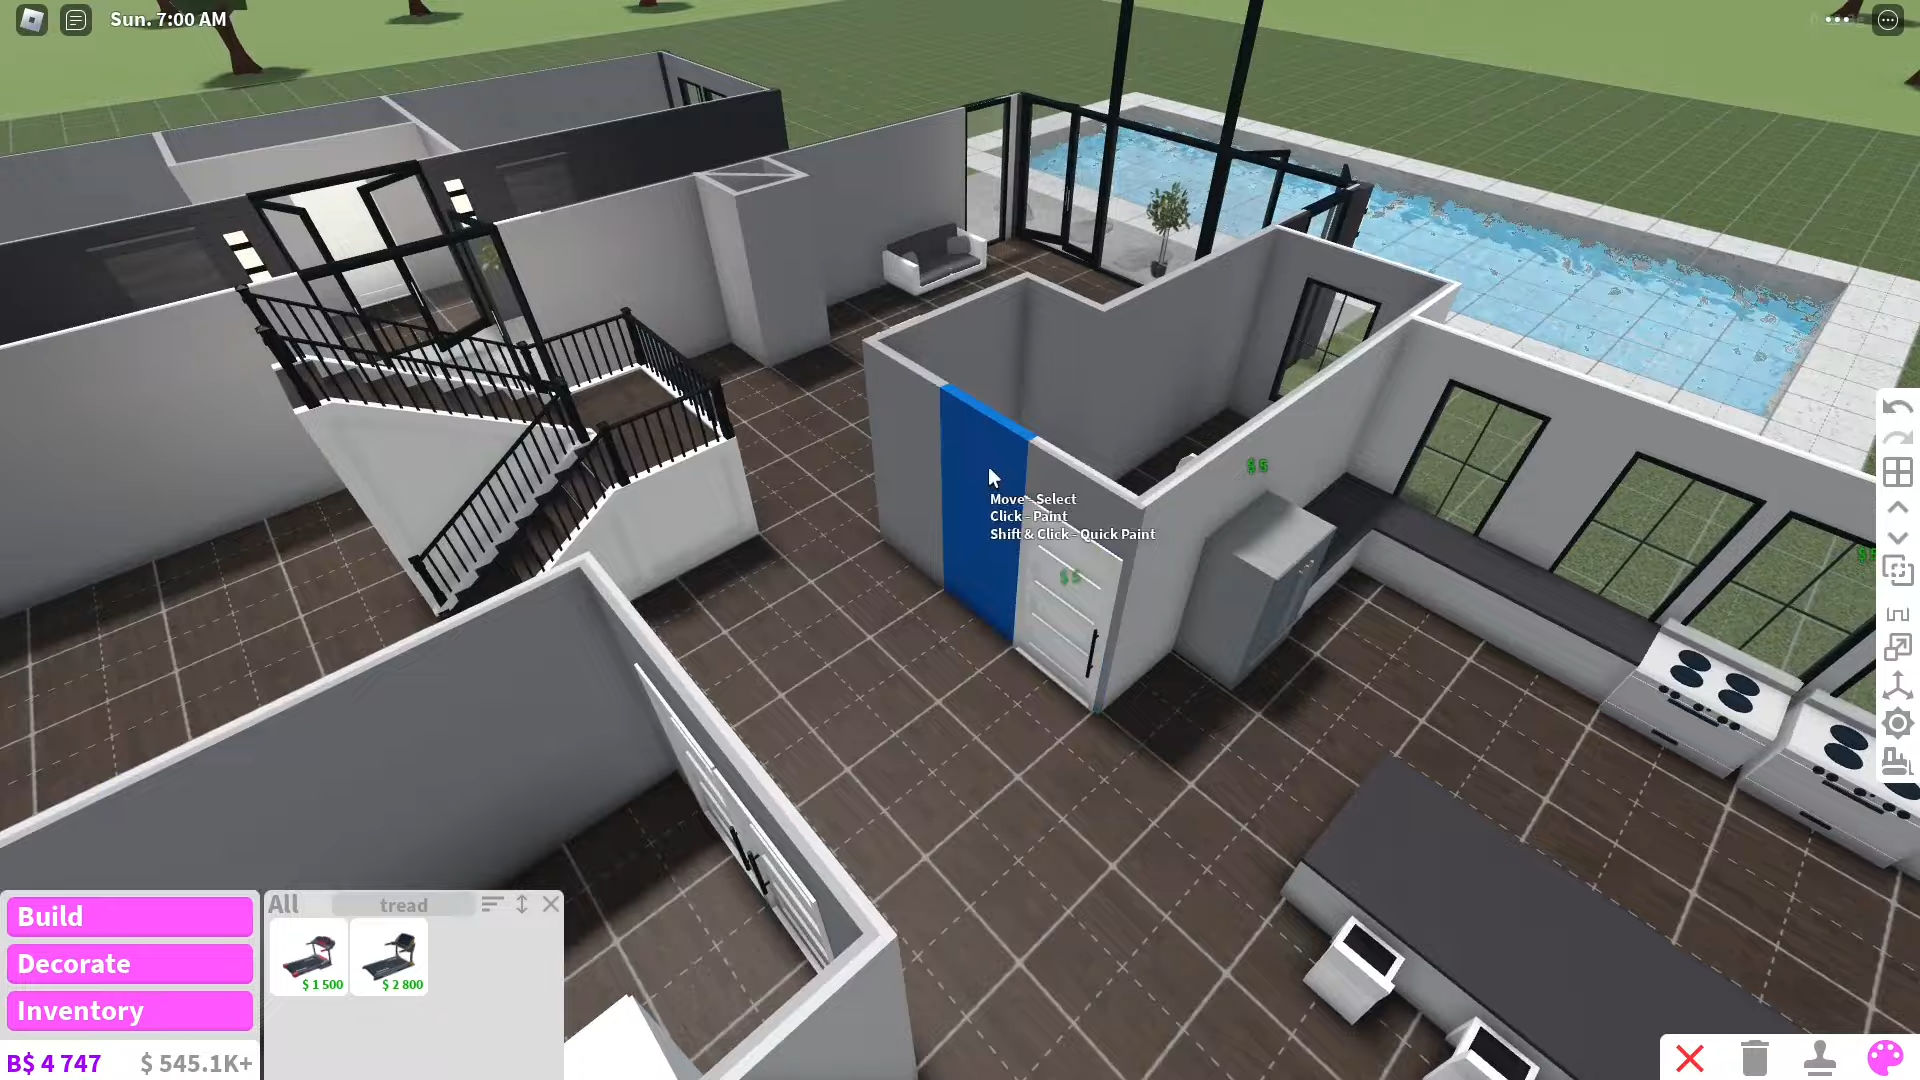 Sun. 7:00 AM
$ 5
Move - Select
Click - Paint
Shift & Click - Quick Paint
$ 5
Build
Decorate
Inventory
All
tread
$ 1 500
$ 2 800
B$ 4 747
$ 545.1K+